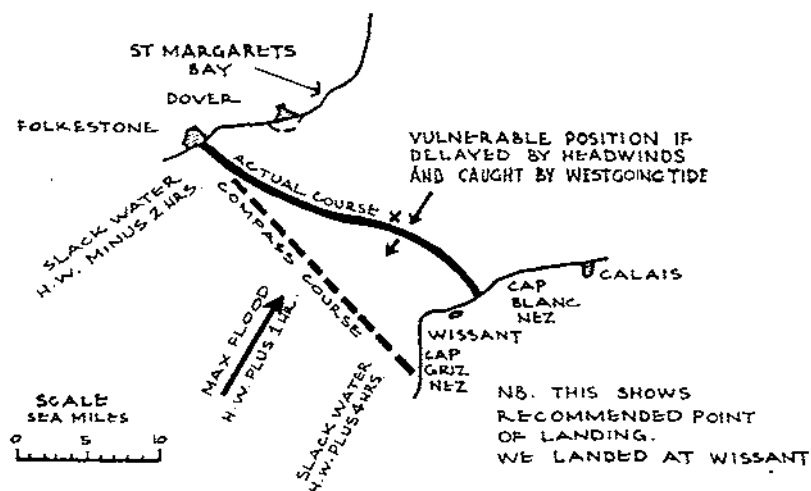 ST MARGARETS
BAY
DOVER
FOLKESTONE
VULNERABLE POSITION IF
DELAYED BY HEADWINDS
AND CAUGHT BY WESTGOING TIDE
ACTUAL COURSE X
COMPASS COURSE
SLACK WATER
H.W. MINUS 2 HRS.
MAX FLOOD
H.W. PLUS 1 HR.
SLACK WATER
H.W. PLUS 4 HRS.
CALAIS
CAP
BLANC
NEZ
WISSANT
CAP
GRIZ
NEZ
SCALE
SEA MILES
0 5 10
NB. THIS SHOWS
RECOMMENDED POINT
OF LANDING.
WE LANDED AT WISSANT